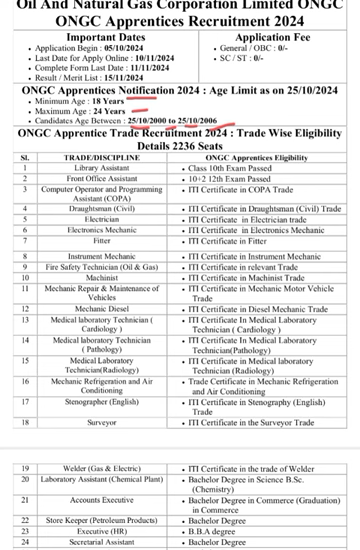 Oil And Natural Gas Corporation Limited ONGC
ONGC Apprentices Recruitment 2024
Important Dates
• Application Begin : 05/10/2024
• Last Date for Apply Online : 10/11/2024
• Complete Form Last Date : 11/11/2024
• Result / Merit List : 15/11/2024
Application Fee
• General / OBC : 0/-
• SC / ST : 0/-
ONGC Apprentices Notification 2024 : Age Limit as on 25/10/2024
• Minimum Age : 18 Years
• Maximum Age : 24 Years
• Candidates Age Between : 25/10/2000 to 25/10/2006
ONGC Apprentice Trade Recruitment 2024 : Trade Wise Eligibility
Details 2236 Seats
SI. TRADE/DISCIPLINE ONGC Apprentices Eligibility
1 Library Assistant • Class 10th Exam Passed
2 Front Office Assistant • 10+2 12th Exam Passed
3 Computer Operator and Programming • ITI Certificate in COPA Trade
Assistant (COPA)
4 Draughtsman (Civil) • ITI Certificate in Draughtsman (Civil) Trade
5 Electrician • ITI Certificate in Electrician trade
6 Electronics Mechanic • ITI Certificate in Electronics Mechanic
7 Fitter • ITI Certificate in Fitter
8 Instrument Mechanic • ITI Certificate in Instrument Mechanic
9 Fire Safety Technician (Oil & Gas) • ITI Certificate in relevant Trade
10 Machinist • ITI Certificate in Machinist Trade
11 Mechanic Repair & Maintenance of • ITI Certificate in Mechanic Motor Vehicle
Vehicles Trade
12 Mechanic Diesel • ITI Certificate in Diesel Mechanic Trade
13 Medical laboratory Technician ( • ITI Certificate In Medical Laboratory
Cardiology ) Technician ( Cardiology )
14 Medical laboratory Technician • ITI Certificate In Medical Laboratory
( Pathology) Technician(Pathology)
15 Medical Laboratory • ITI Certificate in Medical laboratory
Technician(Radiology) Technician (Radiology)
16 Mechanic Refrigeration and Air • Trade Certificate in Mechanic Refrigeration
Conditioning and Air Conditioning
17 Stenographer (English) • ITI Certificate in Stenography (English)
Trade
18 Surveyor • ITI Certificate in the Surveyor Trade
19 Welder (Gas & Electric) • ITI Certificate in the trade of Welder
20 Laboratory Assistant (Chemical Plant) • Bachelor Degree in Science B.Sc.
(Chemistry)
21 Accounts Executive • Bachelor Degree in Commerce (Graduation)
in Commerce
22 Store Keeper (Petroleum Products) • Bachelor Degree
23 Executive (HR) • B.B.A degree
24 Secretarial Assistant • Bachelor Degree